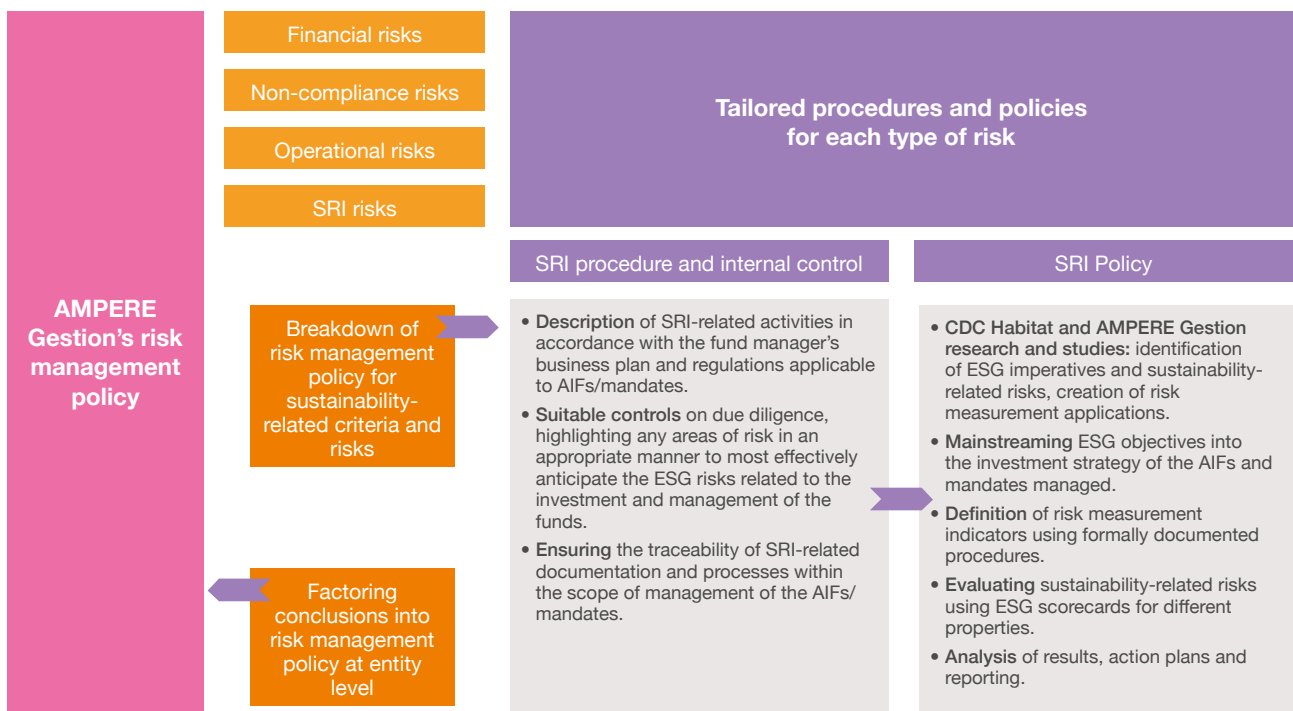 AMPERE
Gestion’s risk
management
policy
Financial risks
Non-compliance risks
Operational risks
SRI risks
Tailored procedures and policies
for each type of risk
Breakdown of
risk management
policy for
sustainability-
related criteria and
risks
Factoring
conclusions into
risk management
policy at entity
level
SRI procedure and internal control
• Description of SRI-related activities in
accordance with the fund manager’s
business plan and regulations applicable
to AIFs/mandates.
• Suitable controls on due diligence,
highlighting any areas of risk in an
appropriate manner to most effectively
anticipate the ESG risks related to the
investment and management of the
funds.
• Ensuring the traceability of SRI-related
documentation and processes within
the scope of management of the AIFs/
mandates.
SRI Policy
• CDC Habitat and AMPERE Gestion
research and studies: identification
of ESG imperatives and sustainability-
related risks, creation of risk
measurement applications.
• Mainstreaming ESG objectives into
the investment strategy of the AIFs and
mandates managed.
• Definition of risk measurement
indicators using formally documented
procedures.
• Evaluating sustainability-related risks
using ESG scorecards for different
properties.
• Analysis of results, action plans and
reporting.